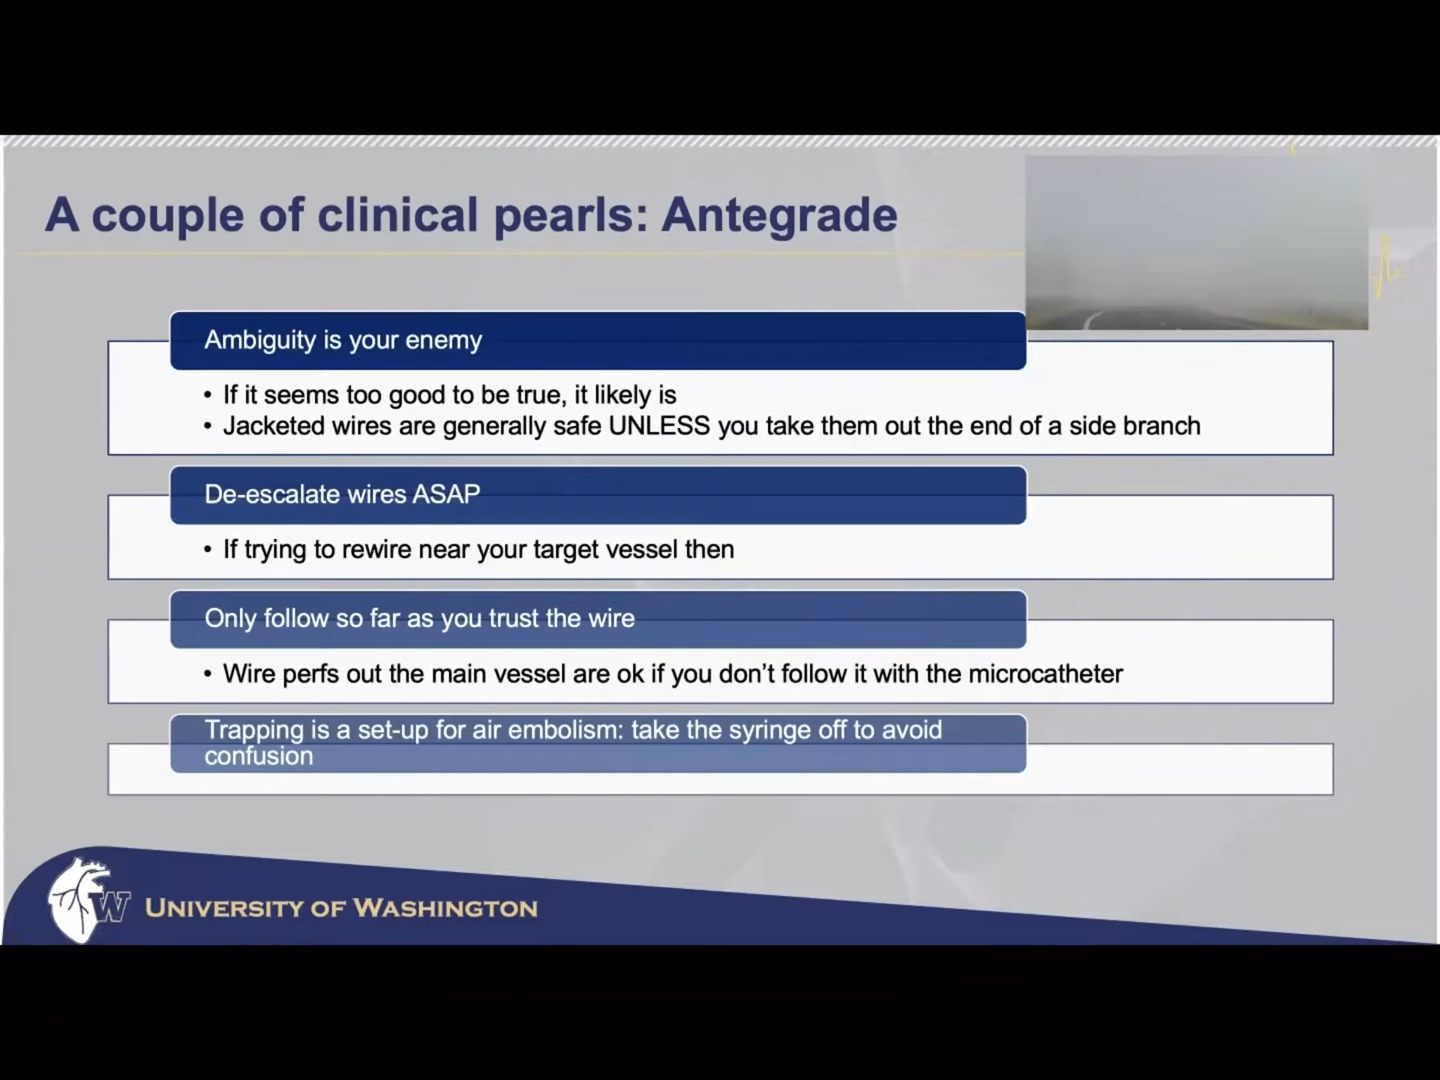 A couple of clinical pearls: Antegrade
Ambiguity is your enemy
• If it seems too good to be true, it likely is
• Jacketed wires are generally safe UNLESS you take them out the end of a side branch
De-escalate wires ASAP
• If trying to rewire near your target vessel then
Only follow so far as you trust the wire
• Wire perfs out the main vessel are ok if you don’t follow it with the microcatheter
Trapping is a set-up for air embolism: take the syringe off to avoid
confusion
W
UNIVERSITY OF WASHINGTON